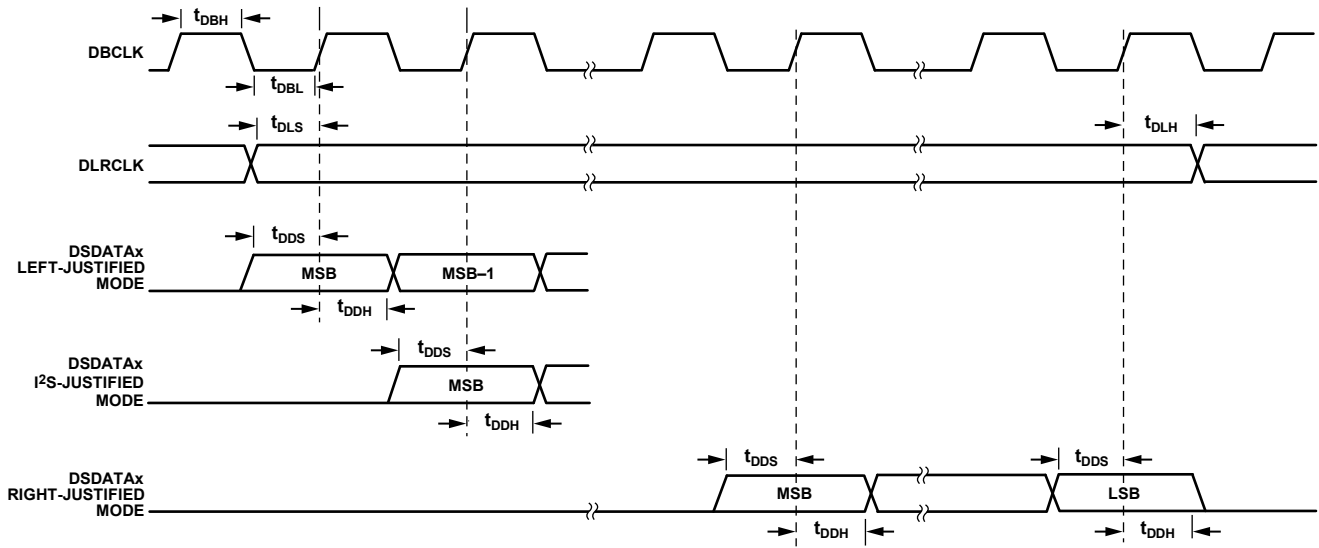 tDBH
DBCLK
tDBL
tDLS
tDLH
DLRCLK
tDDS
DSDATAx
LEFT-JUSTIFIED
MODE
MSB
MSB–1
tDDH
tDDS
DSDATAx
I2S-JUSTIFIED
MODE
MSB
tDDH
tDDS
tDDS
DSDATAx
RIGHT-JUSTIFIED
MODE
MSB
LSB
tDDH
tDDH